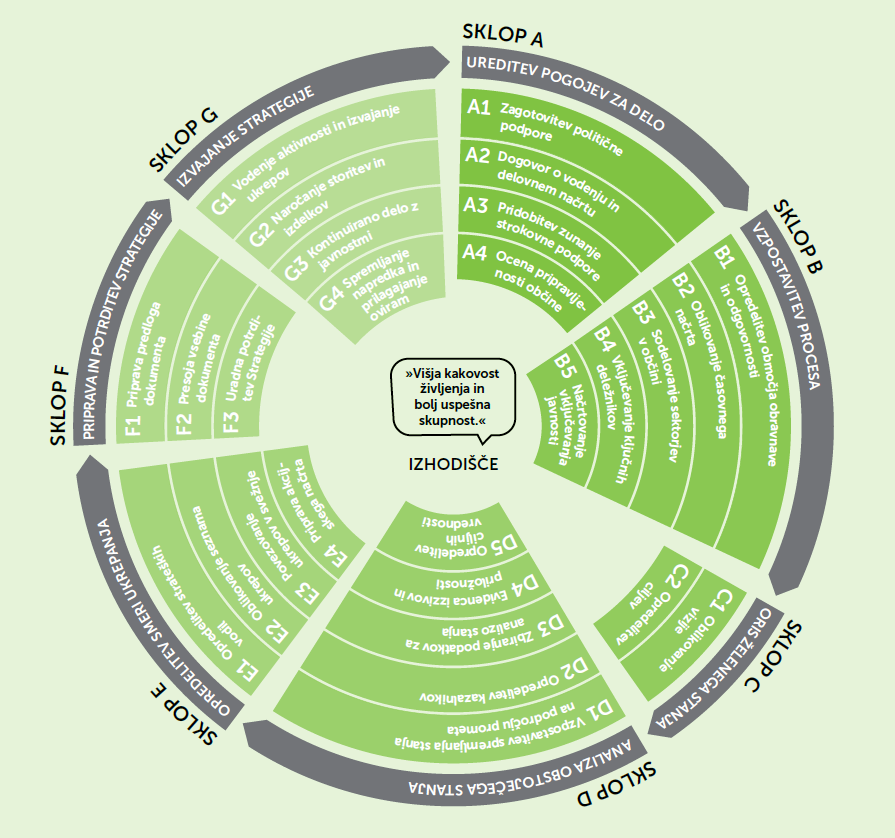 SKLOP A
UREDITEV POGOJEV ZA DELO
A1 Zagotovitev politične
podpore
A2 Dogovor o vodenju in
delovnem načrtu
A3 Pridobitev zunanje
strokovne podpore
A4 Ocena pripravlje-
nosti občine
SKLOP B
VZPOSTAVITEV PROCESA
B1 Opredelitev območja obravnave
in odgovornosti
B2 Oblikovanje časovnega
načrta
B3 Sodelovanje sektorjev
v občini
B4 Vključevanje ključnih
deležnikov
B5 Načrtovanje
vključevanja
javnosti
SKLOP C
ORIS ŽELENEGA STANJA
C1 Oblikovanje
vizije
C2 Opredelitev
ciljev
SKLOP D
ANALIZA OBSTOJEČEGA STANJA
D1 Vzpostavitev spremljanja stanja
na področju prometa
D2 Opredelitev kazalnikov
D3 Zbiranje podatkov za
analizo stanja
D4 Evidenca izzivov in
priložnosti
D5 Opredelitev
ciljnih
vrednosti
SKLOP E
OPREDELITEV SMERI UKREPANJA
E1 Opredelitev strateških
vodil
E2 Oblikovanje seznama
ukrepov
E3 Povezovanje
ukrepov v svežnje
E4 Priprava akcij-
skega načrta
SKLOP F
PRIPRAVA IN POTRDITEV STRATEGIJE
F1 Priprava predloga
dokumenta
F2 Presoja vsebine
dokumenta
F3 Uradna potrdi-
tev Strategije
SKLOP G
IZVAJANJE STRATEGIJE
G1 Vodenje aktivnosti in izvajanje
ukrepov
G2 Naročanje storitev in
izdelkov
G3 Kontinuirano delo z
javnostmi
G4 Spremljanje
napredka in
prilagajanje
oviram
»Višja kakovost
življenja in
bolj uspešna
skupnost.«
IZHODIŠČE